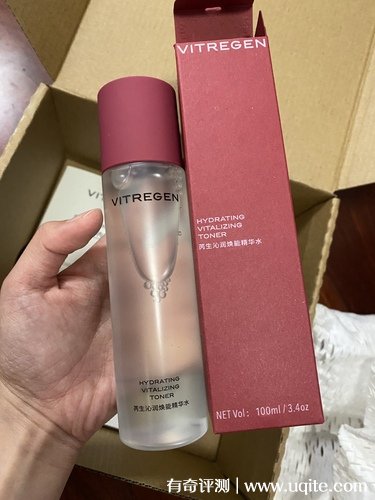 VITREGEN
HYDRATING
VITALIZING
TONER
芮生沁润焕能精华水
NET Vol: 100ml / 3.4oz
VITREGEN
HYDRATING
VITALIZING
TONER
芮生沁润焕能精华水
VIT
有奇评测 | www.uqite.com